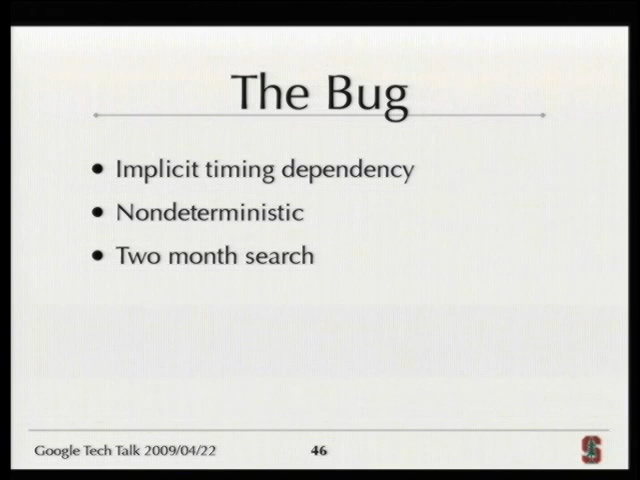 The Bug
• Implicit timing dependency
• Nondeterministic
• Two month search
Google Tech Talk 2009/04/22 46
S